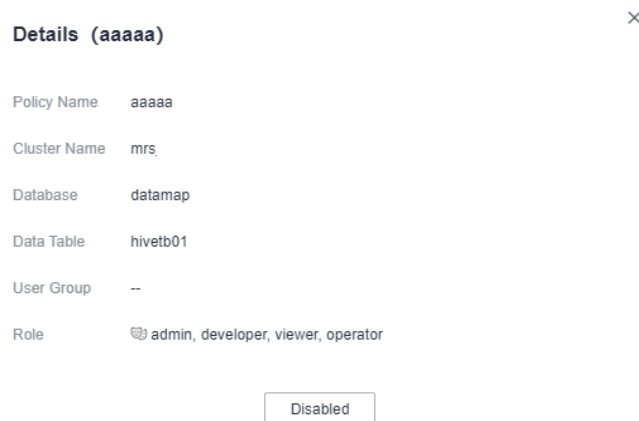 Details (aaaaa)
Policy Name aaaaa
Cluster Name mrs
Database datamap
Data Table hivetb01
User Group --
Role admin, developer, viewer, operator
Disabled